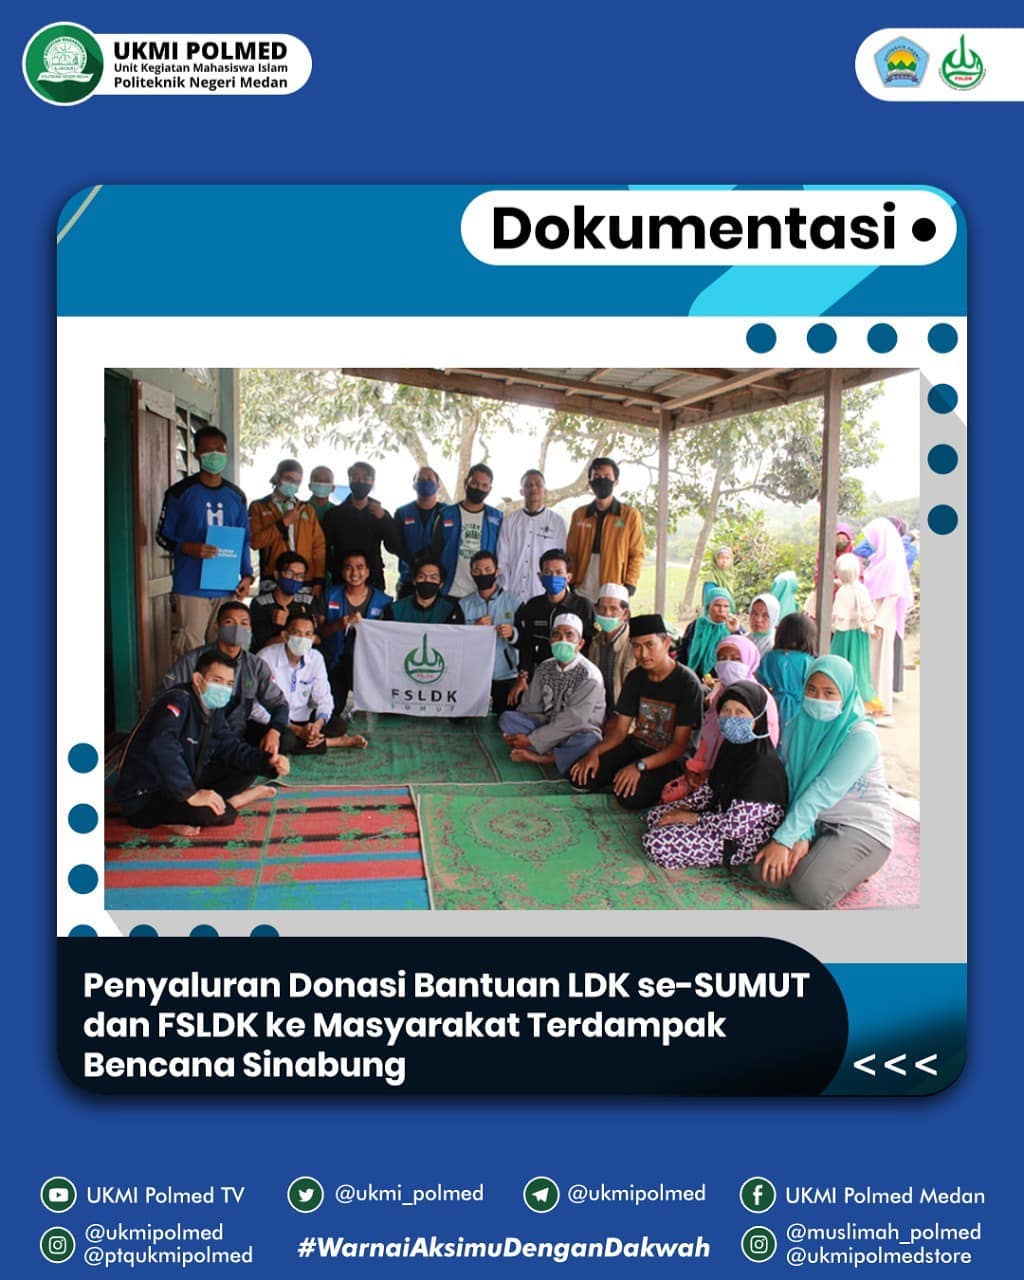 UKMI POLMED
Unit Kegiatan Mahasiswa Islam
Politeknik Negeri Medan
FSLDK
Dokumentasi
FSLDK
SUMUT
Penyaluran Donasi Bantuan LDK se-SUMUT
dan FSLDK ke Masyarakat Terdampak
Bencana Sinabung
<<<
UKMI Polmed TV
@ukmi_polmed
@ukmipolmed
UKMI Polmed Medan
@ukmipolmed
@ptqukmipolmed
#WarnaiAksimuDenganDakwah
@muslimah_polmed
@ukmipolmedstore